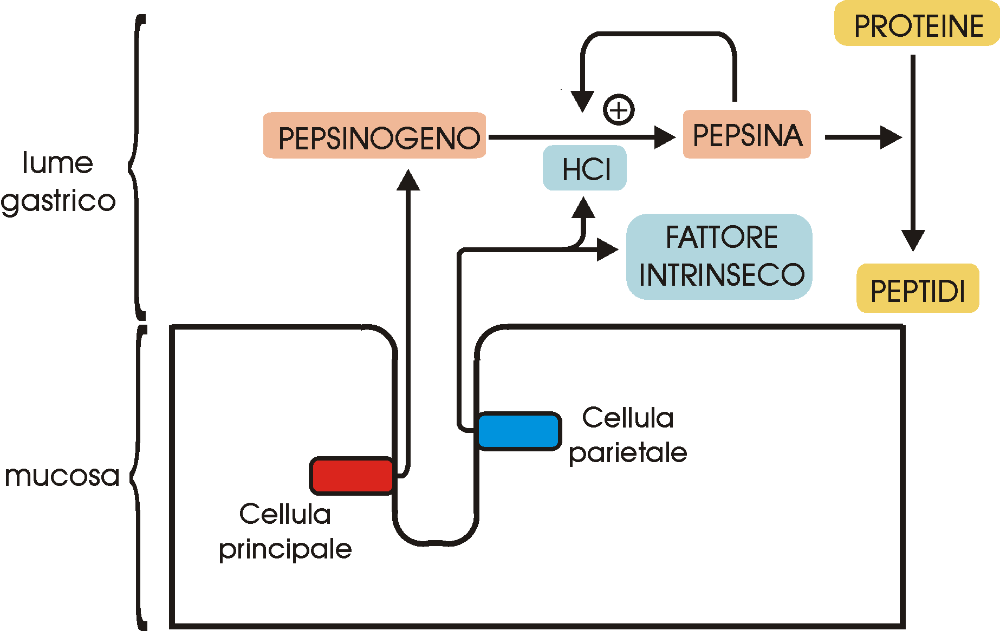 PROTEINE
PEPSINOGENO
+
PEPSINA
HCl
lume
gastrico
FATTORE
INTRINSECO
PEPTIDI
Cellula
parietale
mucosa
Cellula
principale